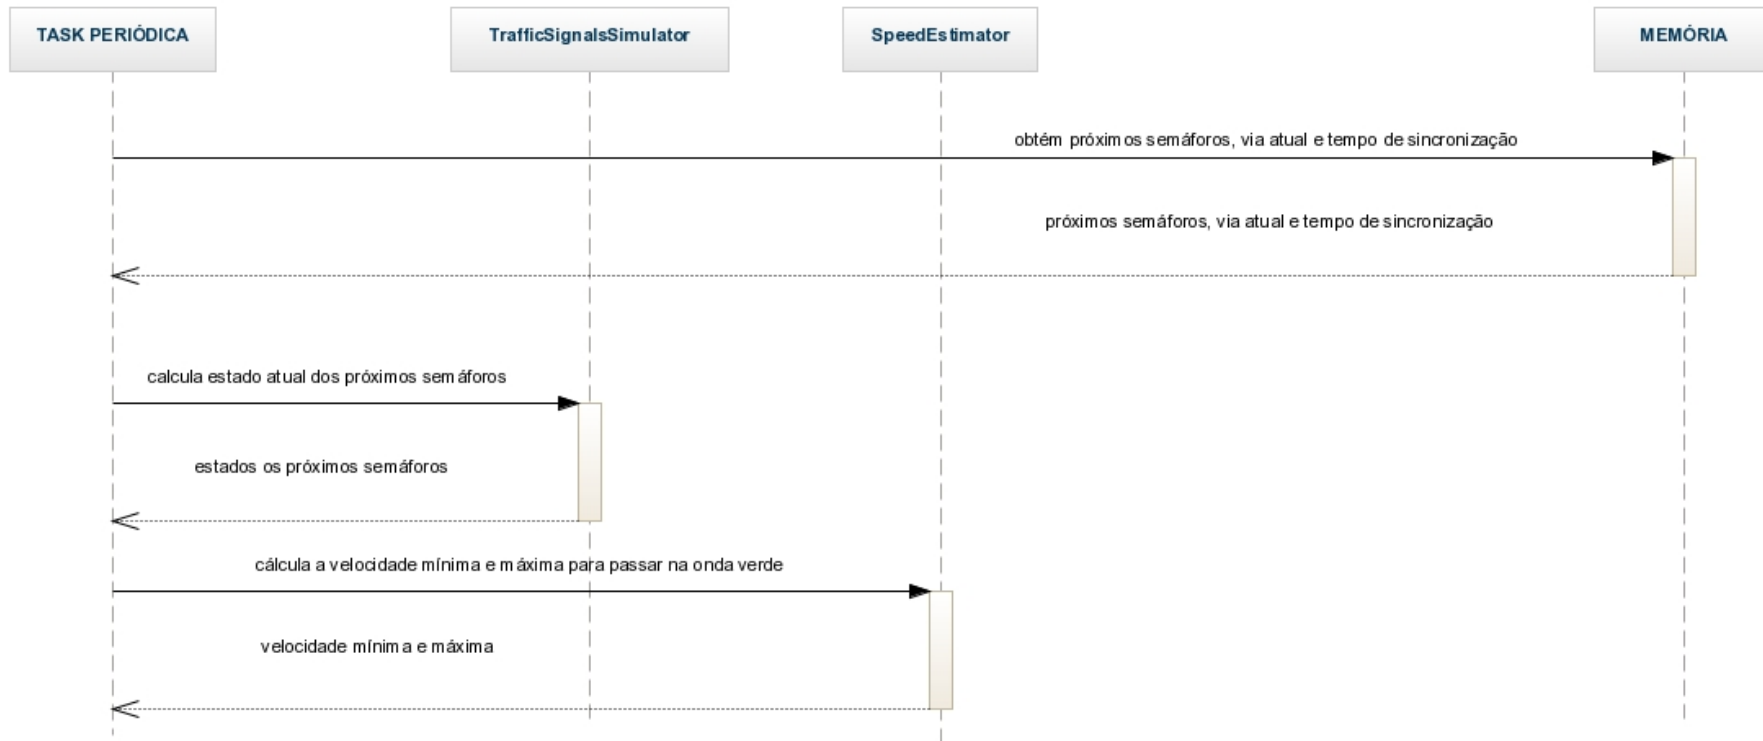 TASK PERIÓDICA
TrafficSignalsSimulator
SpeedEstimator
MEMÓRIA
obtém próximos semáforos, via atual e tempo de sincronização
próximos semáforos, via atual e tempo de sincronização
calcula estado atual dos próximos semáforos
estados os próximos semáforos
cálcula a velocidade mínima e máxima para passar na onda verde
velocidade mínima e máxima